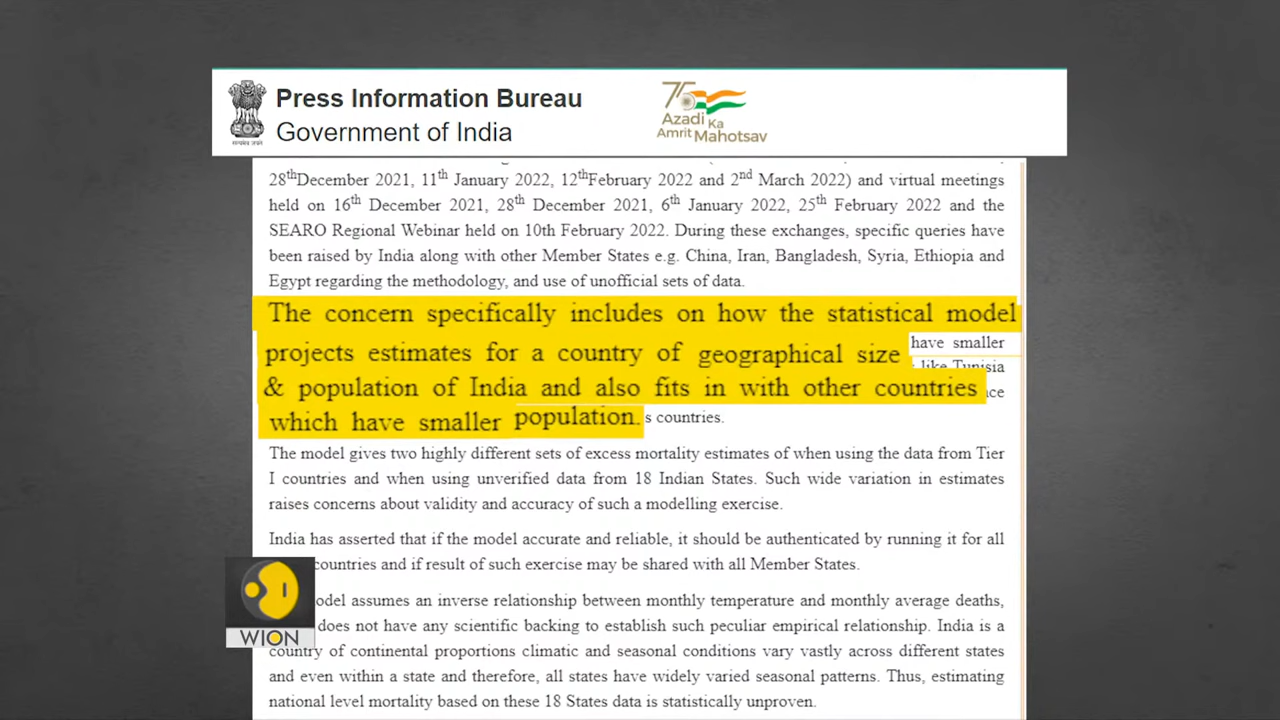 Press Information Bureau
Government of India
सत्यमेव जयते
75
Azadi Ka
Amrit Mahotsav
28thDecember 2021, 11th January 2022, 12thFebruary 2022 and 2nd March 2022) and virtual meetings
held on 16th December 2021, 28th December 2021, 6th January 2022, 25th February 2022 and the
SEARO Regional Webinar held on 10th February 2022. During these exchanges, specific queries have
been raised by India along with other Member States e.g. China, Iran, Bangladesh, Syria, Ethiopia and
Egypt regarding the methodology, and use of unofficial sets of data.
The concern specifically includes on how the statistical model
projects estimates for a country of geographical size
have smaller
& population of India and also fits in with other countries
like Tunisia
which have smaller population.
s countries.
The model gives two highly different sets of excess mortality estimates of when using the data from Tier
I countries and when using unverified data from 18 Indian States. Such wide variation in estimates
raises concerns about validity and accuracy of such a modelling exercise.
India has asserted that if the model accurate and reliable, it should be authenticated by running it for all
countries and if result of such exercise may be shared with all Member States.
odel assumes an inverse relationship between monthly temperature and monthly average deaths,
does not have any scientific backing to establish such peculiar empirical relationship. India is a
country of continental proportions climatic and seasonal conditions vary vastly across different states
and even within a state and therefore, all states have widely varied seasonal patterns. Thus, estimating
national level mortality based on these 18 States data is statistically unproven.
WION